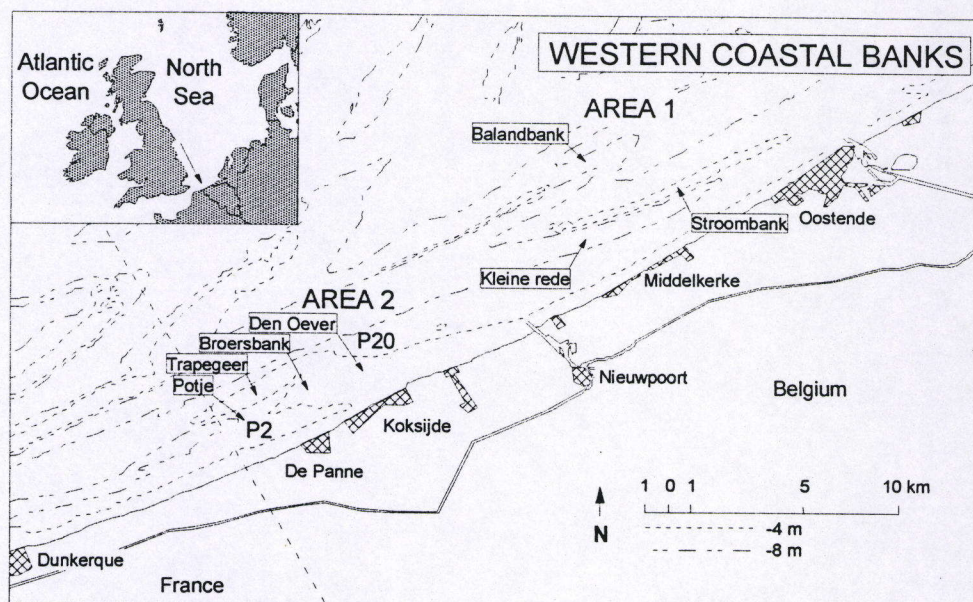 Atlantic
Ocean
North
Sea
WESTERN COASTAL BANKS
AREA 1
Balandbank
Stroombank
Oostende
Kleine rede
Middelkerke
AREA 2
Den Oever
Broersbank
P20
Trapegeer
Potje
P2
Nieuwpoort
Koksijde
Belgium
De Panne
1 0 1 5 10 km
N
-4 m
-8 m
Dunkerque
France